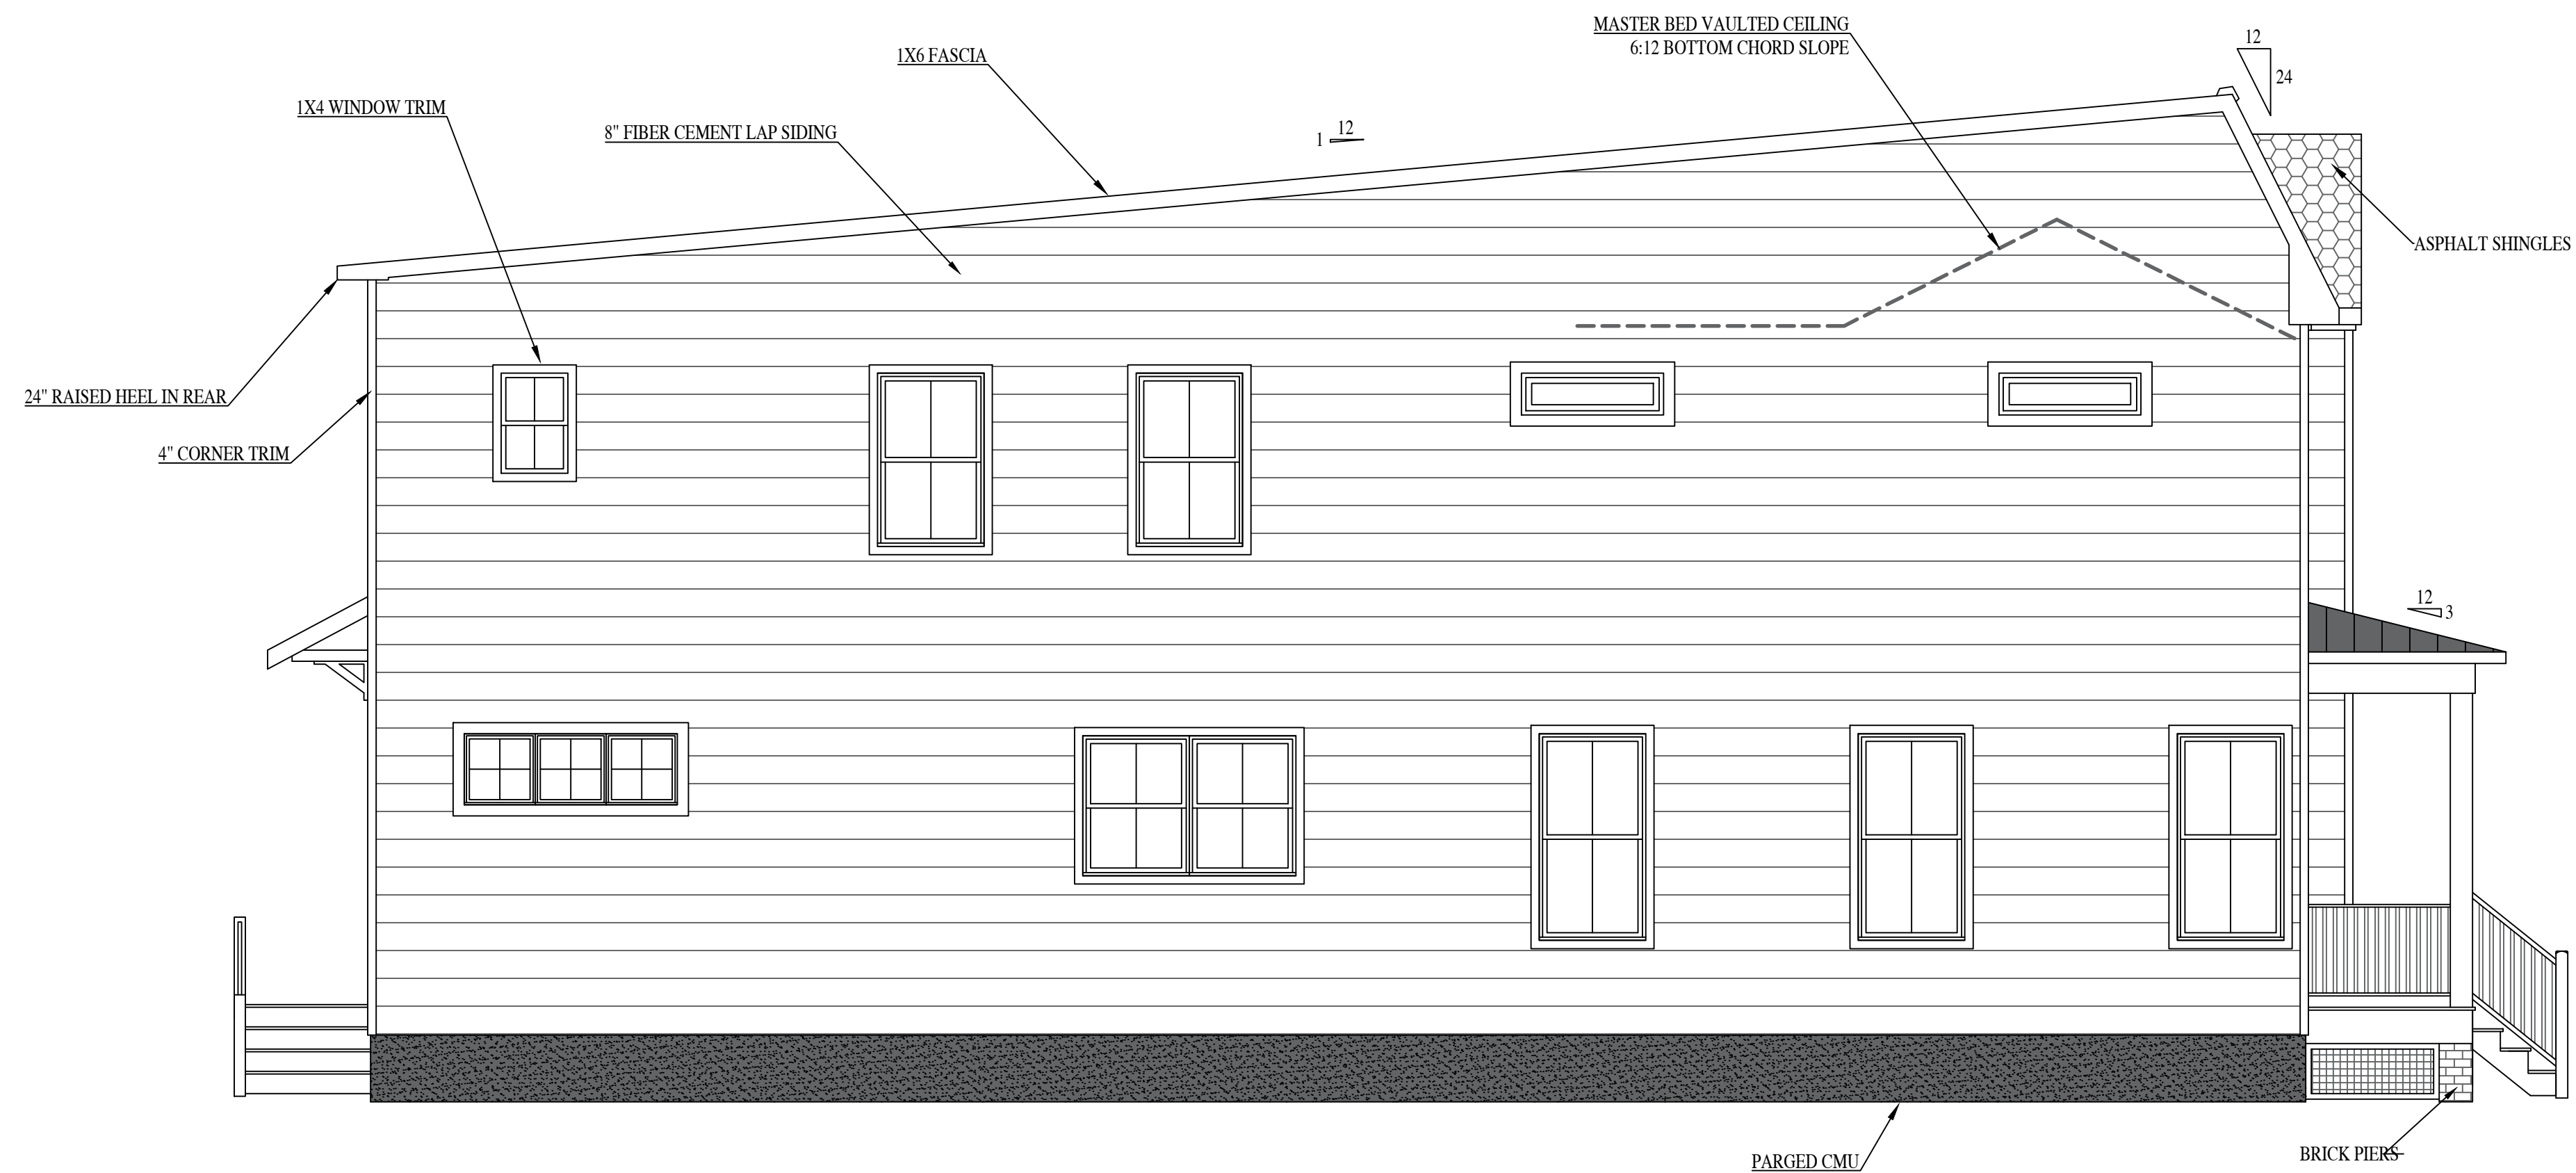 MASTER BED VAULTED CEILING
6:12 BOTTOM CHORD SLOPE
12
24
1X6 FASCIA
1X4 WINDOW TRIM
8" FIBER CEMENT LAP SIDING
12
1
ASPHALT SHINGLES
24" RAISED HEEL IN REAR
4" CORNER TRIM
12
3
PARGED CMU
BRICK PIERS